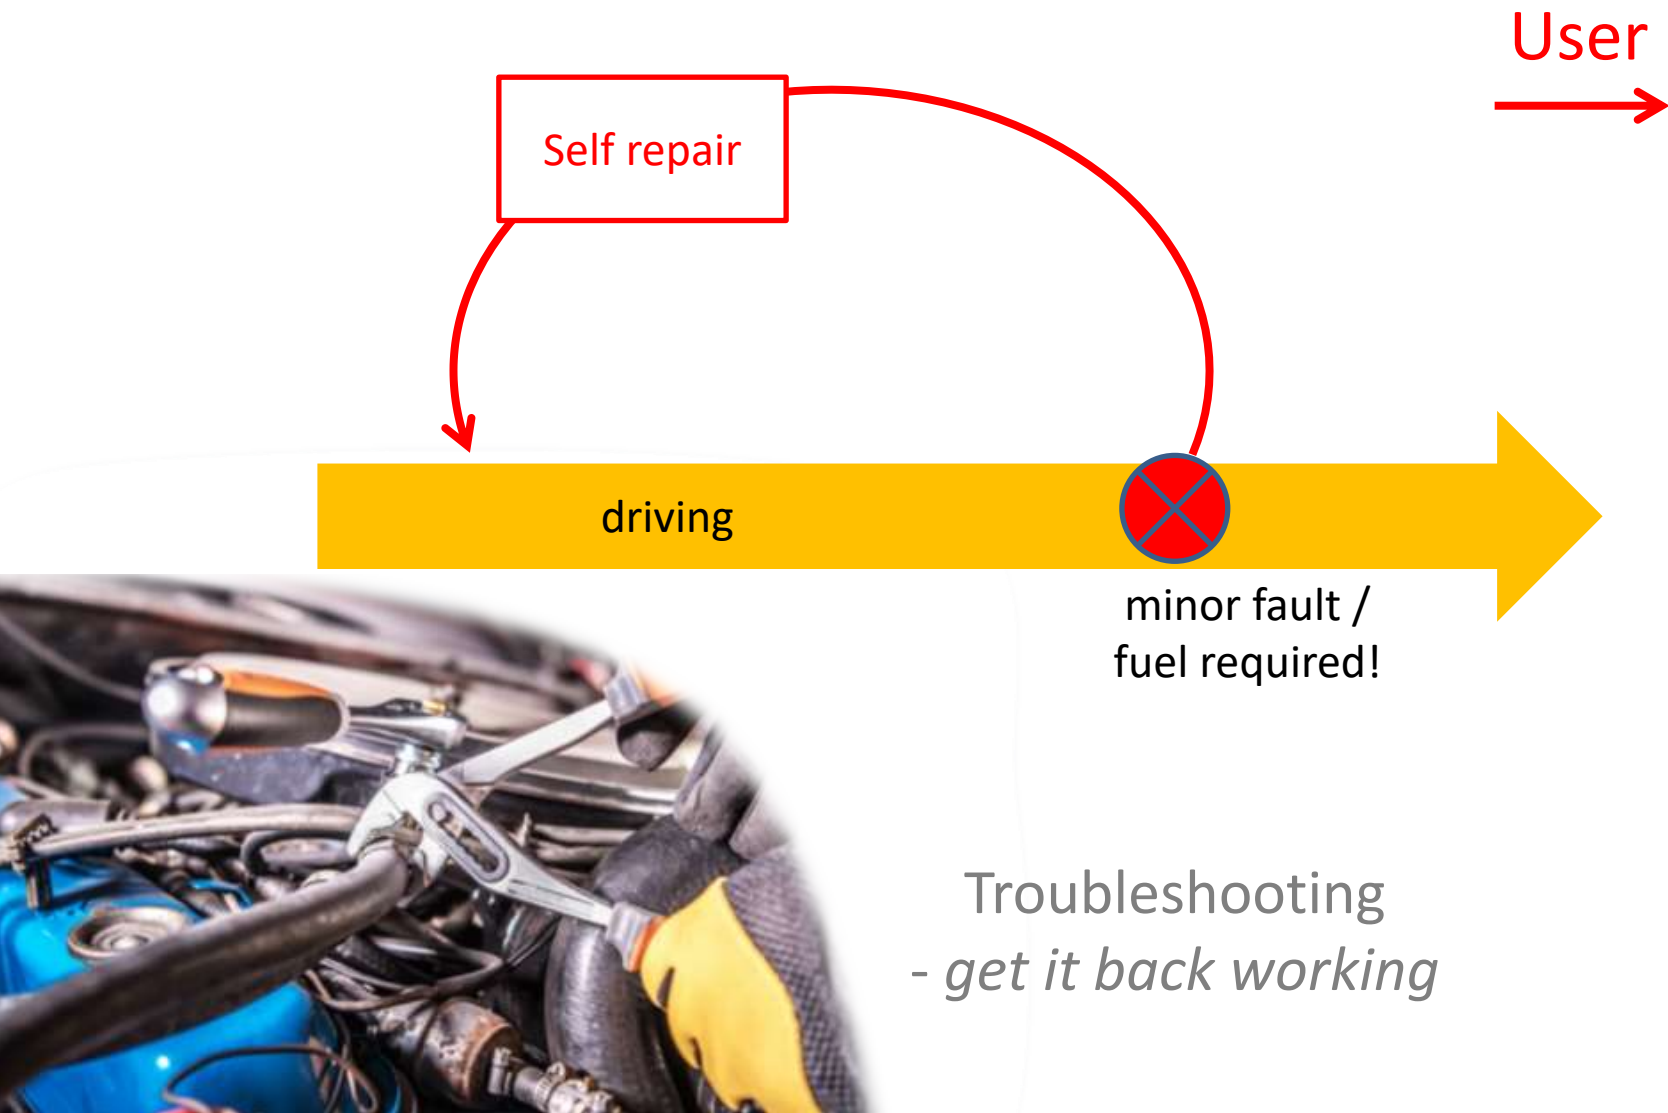 User
Self repair
driving
minor fault /
fuel required!
Troubleshooting
- get it back working